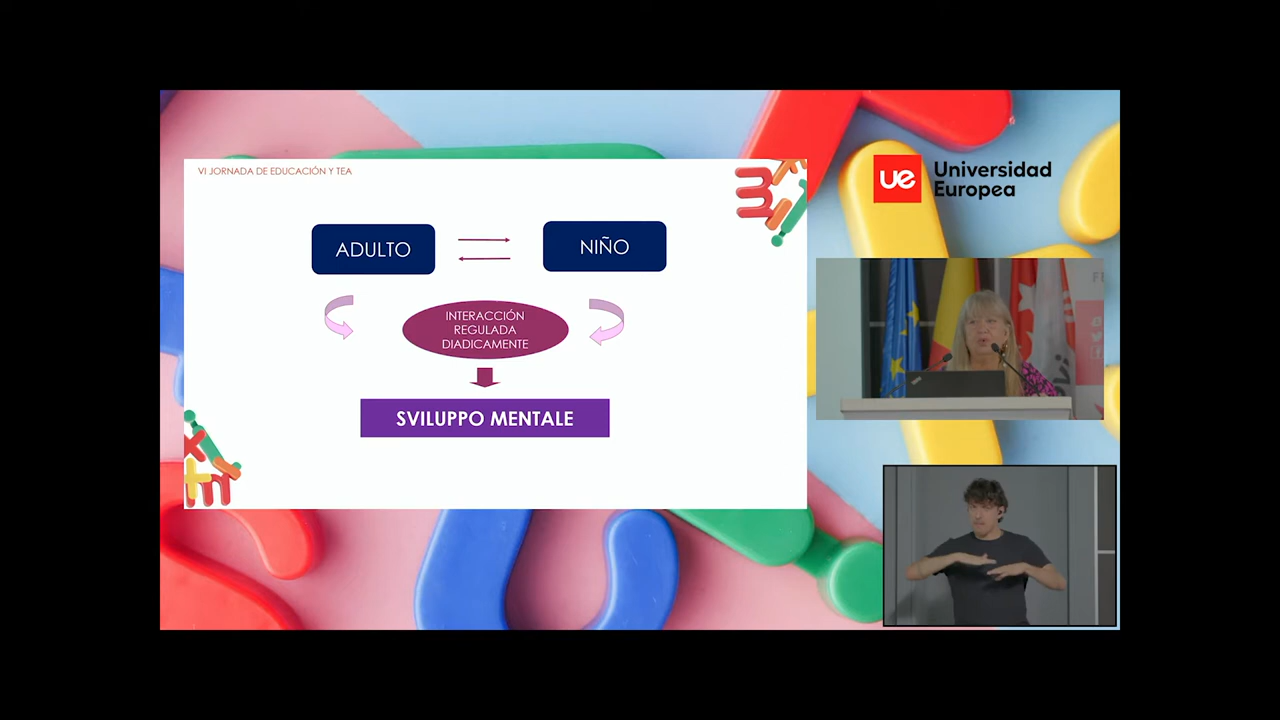 VI JORNADA DE EDUCACIÓN Y TEA
ADULTO
NIÑO
INTERACCIÓN
REGULADA
DIADICAMENTE
SVILUPPO MENTALE
ue Universidad
Europea